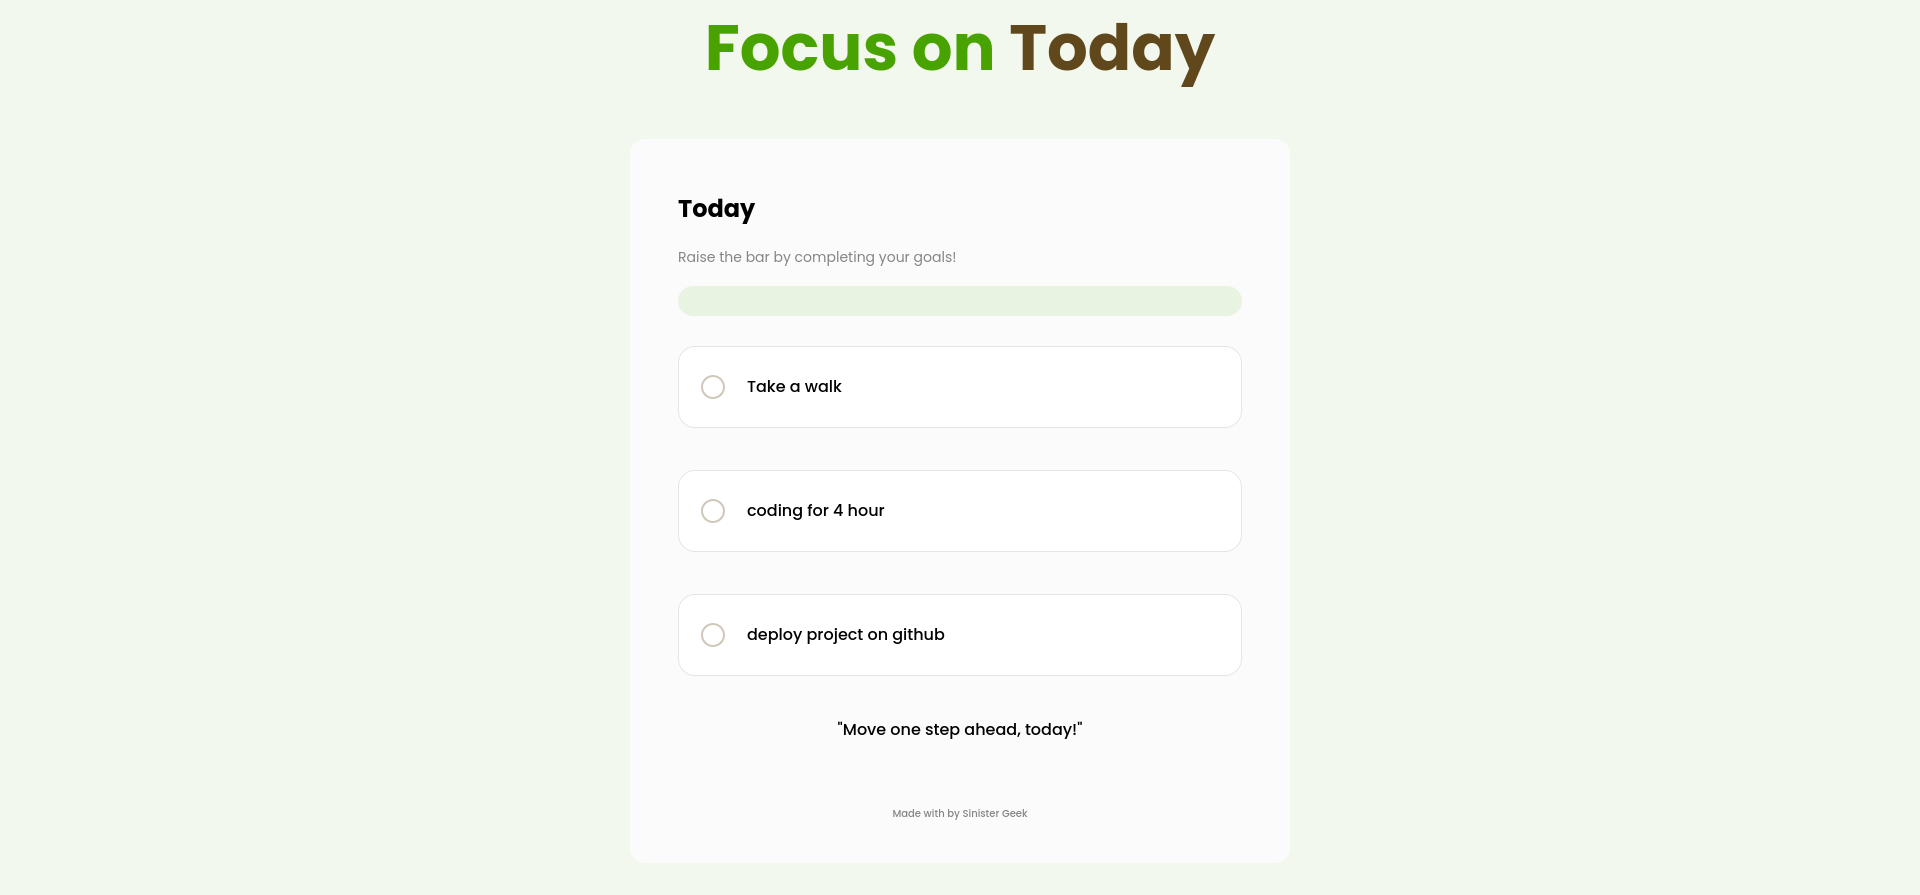 Focus on Today
Today
Raise the bar by completing your goals!
Take a walk
coding for 4 hour
deploy project on github
"Move one step ahead, today!"
Made with by Sinister Geek